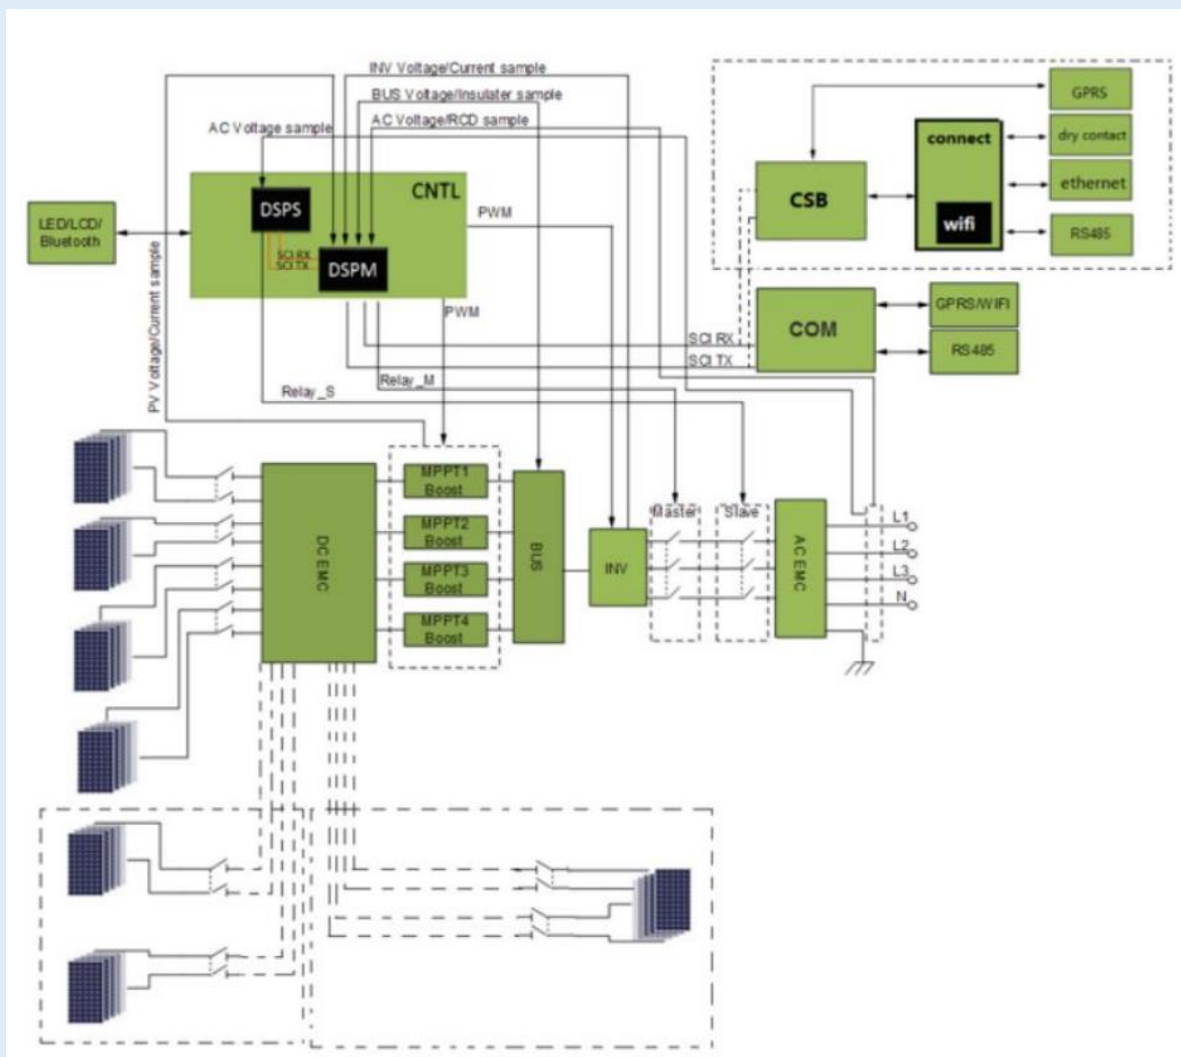 INV Voltage/Current sample
BUS Voltage/Insulater sample
AC Voltage sample
AC Voltage/RCD sample
GPRS
dry contact
connect
ethernet
wifi
RS485
CSB
CNTL
DSPS
PWM
LED/LCD/
Bluetooth
SCI RX
SCI TX
DSPM
PV Voltage/Current sample
PWM
COM
GPRS/WIFI
RS485
SCI RX
SCI TX
Relay_M
Relay_S
MPPT1
Boost
MPPT2
Boost
MPPT3
Boost
MPPT4
Boost
DC EMC
BUS
INV
Master
Slave
AC EMC
L1
L2
L3
N